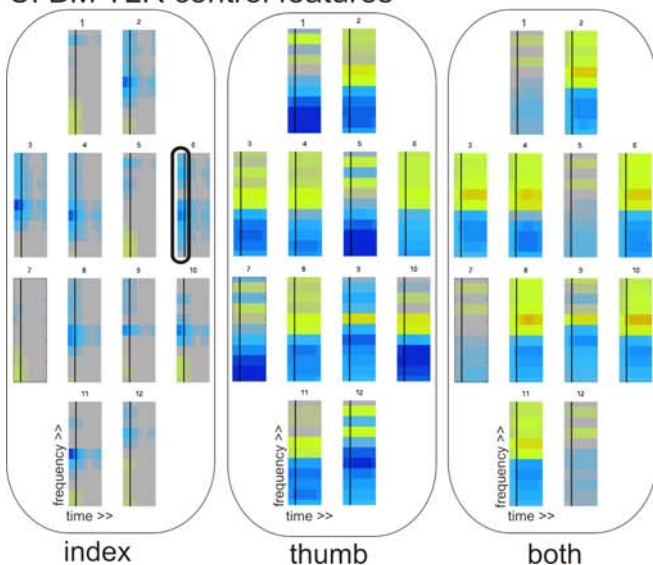 control features
1 2
3 4 5 6
7 8 9 10
11 12
frequency >>
time >>
index
1 2
3 4 5 6
7 8 9 10
11 12
frequency >>
time >>
thumb
1 2
3 4 5 6
7 8 9 10
11 12
frequency >>
time >>
both